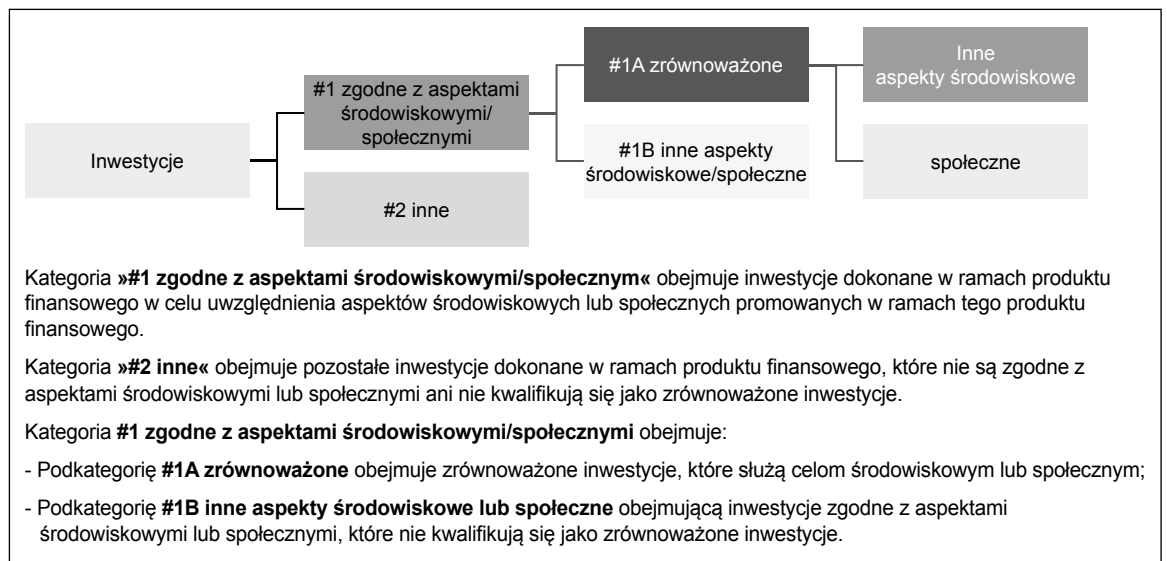 Inwestycje
#1 zgodne z aspektami
środowiskowymi/
społecznymi
#2 inne
#1A zrównoważone
#1B inne aspekty
środowiskowe/społeczne
Inne
aspekty środowiskowe
społeczne
Kategoria »#1 zgodne z aspektami środowiskowymi/społecznym« obejmuje inwestycje dokonane w ramach produktu
finansowego w celu uwzględnienia aspektów środowiskowych lub społecznych promowanych w ramach tego produktu
finansowego.
Kategoria »#2 inne« obejmuje pozostałe inwestycje dokonane w ramach produktu finansowego, które nie są zgodne z
aspektami środowiskowymi lub społecznymi ani nie kwalifikują się jako zrównoważone inwestycje.
Kategoria #1 zgodne z aspektami środowiskowymi/społecznymi obejmuje:
- Podkategorię #1A zrównoważone obejmuje zrównoważone inwestycje, które służą celom środowiskowym lub społecznym;
- Podkategorię #1B inne aspekty środowiskowe lub społeczne obejmującą inwestycje zgodne z aspektami
środowiskowymi lub społecznymi, które nie kwalifikują się jako zrównoważone inwestycje.